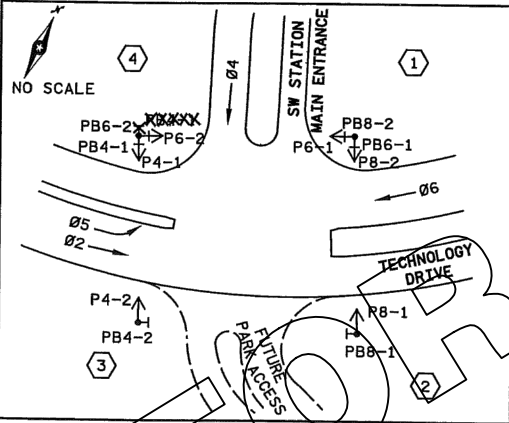 NO SCALE
4
1
Ø4
SW STATION
MAIN ENTRANCE
PB6-2
P6-2
PB4-1
P4-1
PB8-2
P6-1
PB6-1
P8-2
Ø6
Ø5
Ø2
TECHNOLOGY
DRIVE
P4-2
PB4-2
P8-1
PB8-1
3
FUTURE
PARK ACCESS
2